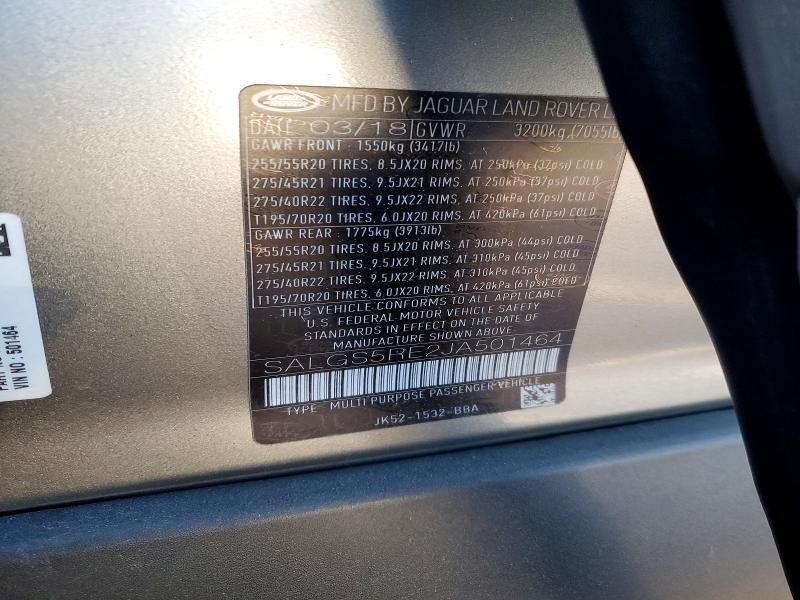 MFD BY JAGUAR LAND ROVER
DATE 03/18 GVWR 3200kg (7055lb
GAWR FRONT : 1550kg (3417lb)
255/55R20 TIRES, 8.5JX20 RIMS, AT 250kPa (37psi) COLD
275/45R21 TIRES, 9.5JX21 RIMS, AT 250kPa (37psi) COLD
275/40R22 TIRES, 9.5JX22 RIMS, AT 250kPa (37psi) COLD
T195/70R20 TIRES, 6.0JX20 RIMS, AT 420kPa (61psi) COLD
GAWR REAR : 1775kg (3913lb)
255/55R20 TIRES, 8.5JX20 RIMS, AT 300kPa (44psi) COLD
275/45R21 TIRES, 9.5JX21 RIMS, AT 310kPa (45psi) COLD
275/40R22 TIRES, 9.5JX22 RIMS, AT 310kPa (45psi) COLD
T195/70R20 TIRES, 6.0JX20 RIMS, AT 420kPa (61psi) COLD
THIS VEHICLE CONFORMS TO ALL APPLICABLE
U.S. FEDERAL MOTOR VEHICLE SAFETY
STANDARDS IN EFFECT ON THE DATE OF
MANUFACTURE SHOWN ABOVE.
SALGS5RE2JA501464
TYPE: MULTI PURPOSE PASSENGER VEHICLE
JK52-1532-BBA
VIN NO : 501464